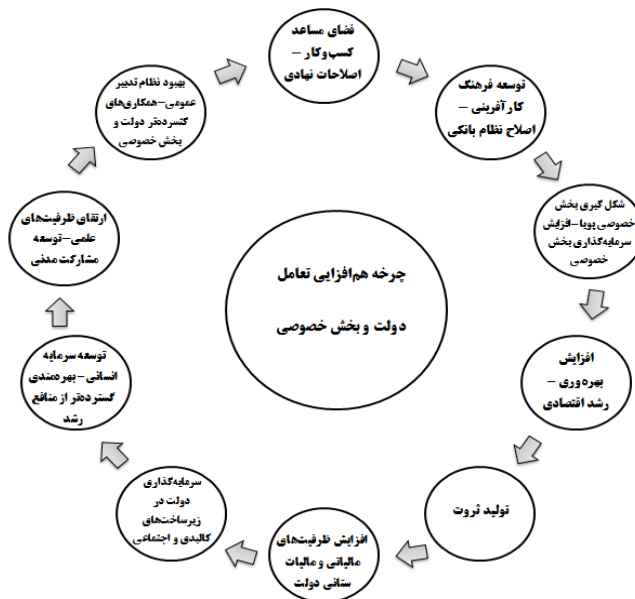 فضای مساعد
کسب‌وکار –
اصلاحات نهادی
توسعه فرهنگ
کارآفرینی –
اصلاح نظام بانکی
شکل گیری بخش
خصوصی پویا–افزایش
سرمایه‌گذاری بخش
خصوصی
افزایش
بهره‌وری –
رشد اقتصادی
تولید ثروت
افزایش ظرفیت‌های
مالیاتی و مالیات
ستانی دولت
سرمایه‌گذاری
دولت در
زیرساخت‌های
کالبدی و اجتماعی
توسعه سرمایه
انسانی–بهره‌مندی
گسترده‌تر از منافع
رشد
ارتقای ظرفیت‌های
علمی–توسعه
مشارکت مدنی
بهبود نظام تدبیر
عمومی–همکاری‌های
گسترده‌تر دولت و
بخش خصوصی
چرخه هم‌افزایی تعامل
دولت و بخش خصوصی